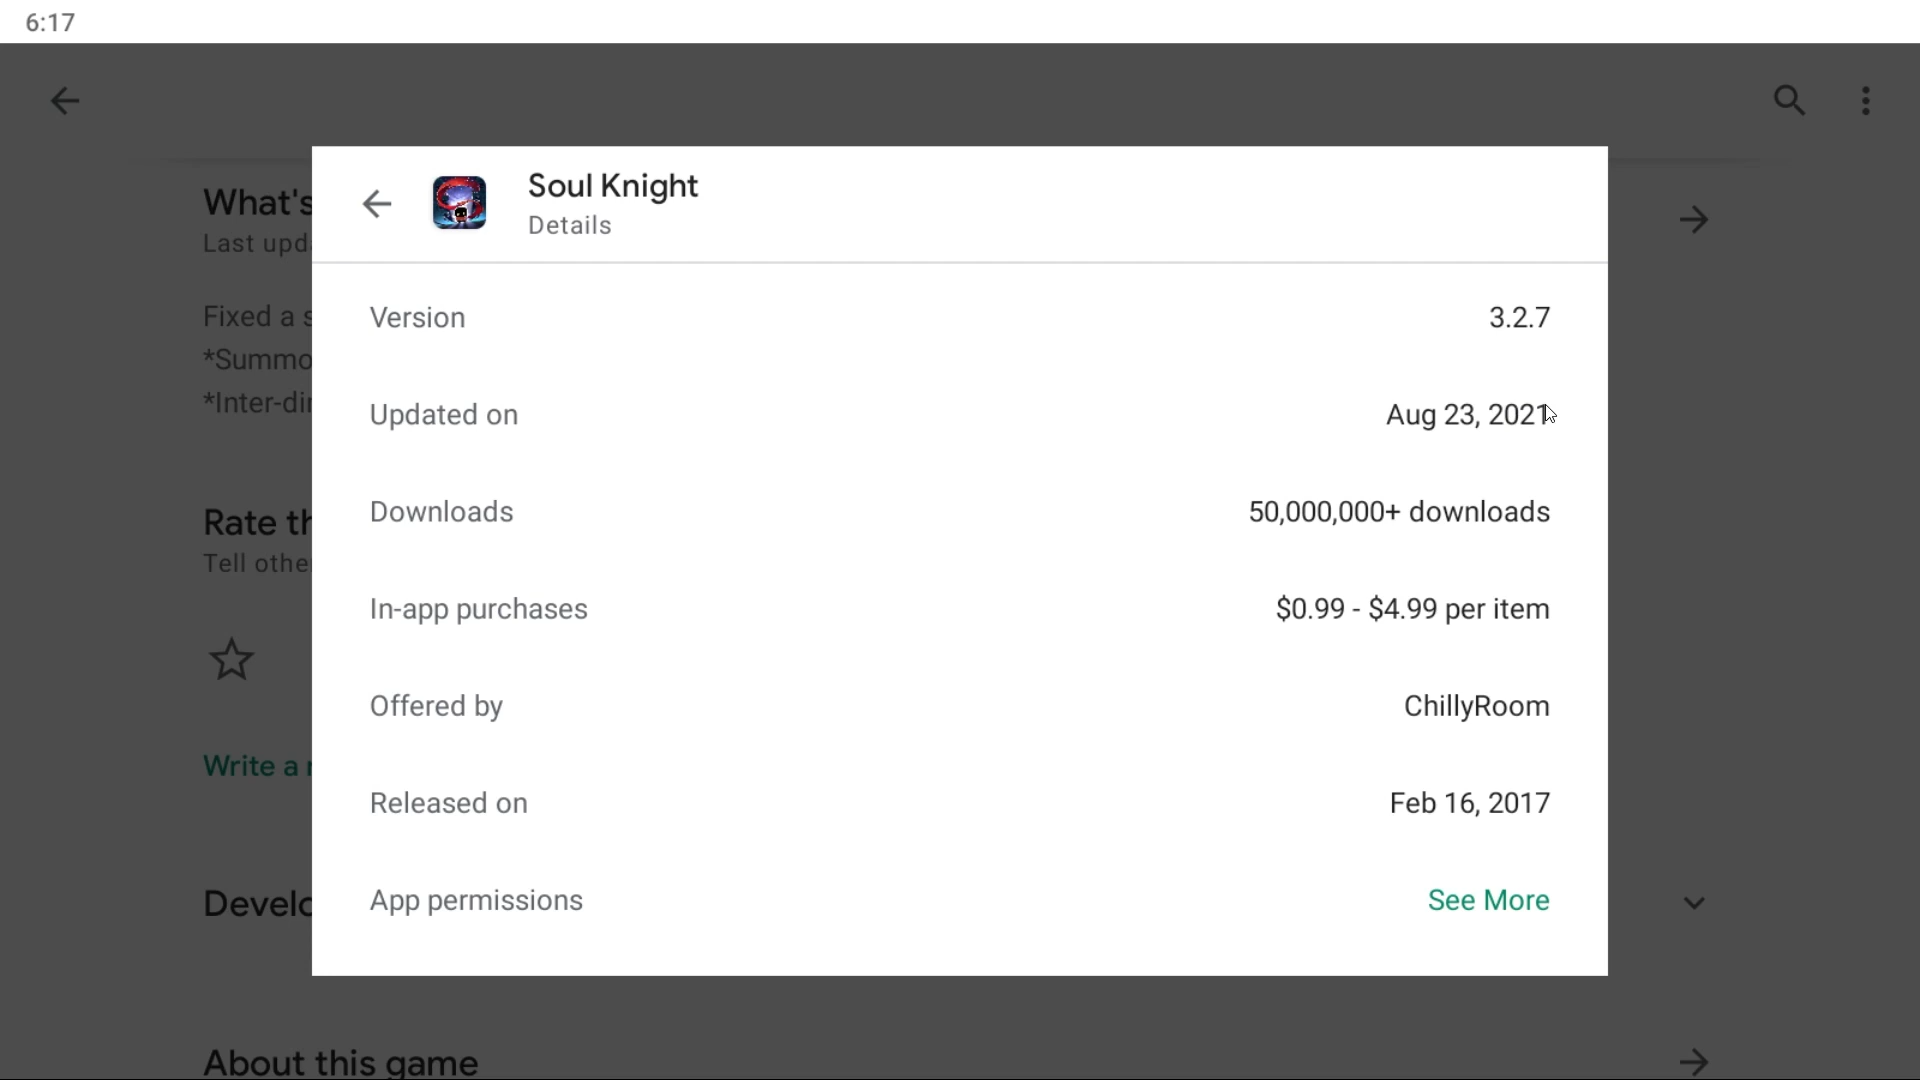 6:17
Soul Knight
Details
What's
Last upd
Fixed a s
*Summo
*Inter-dir
Version 3.2.7
Updated on Aug 23, 2021
Downloads 50,000,000+ downloads
Rate th
Tell othe
In-app purchases $0.99 - $4.99 per item
Offered by ChillyRoom
Write a r
Released on Feb 16, 2017
Develo
App permissions See More
About this game